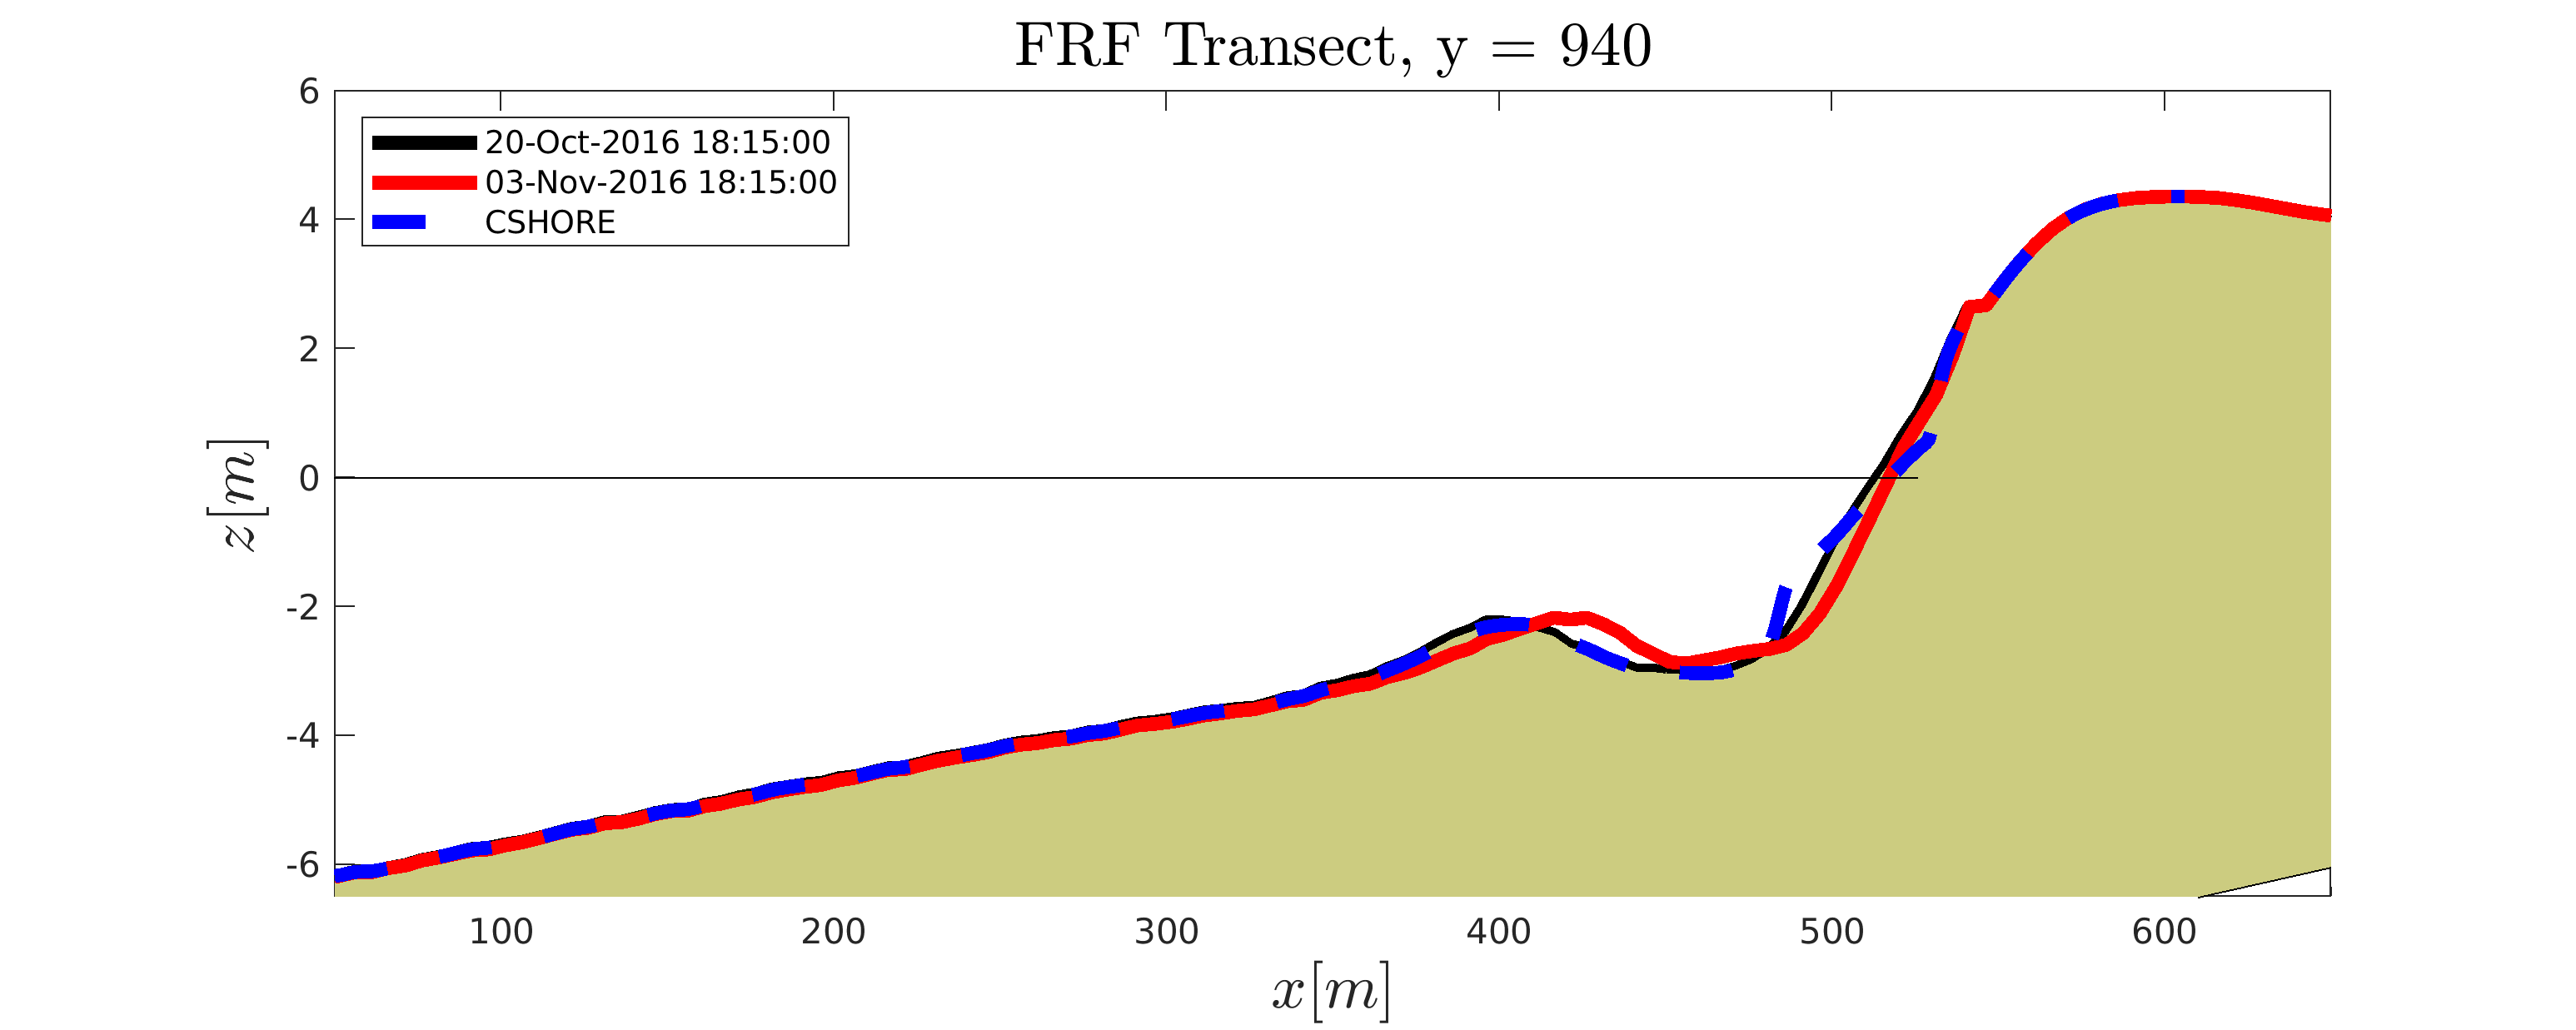 FRF Transect, y = 940
6
20-Oct-2016 18:15:00
03-Nov-2016 18:15:00
CSHORE
4
2
0
-2
-4
-6
z[m]
100 200 300 400 500 600
x[m]